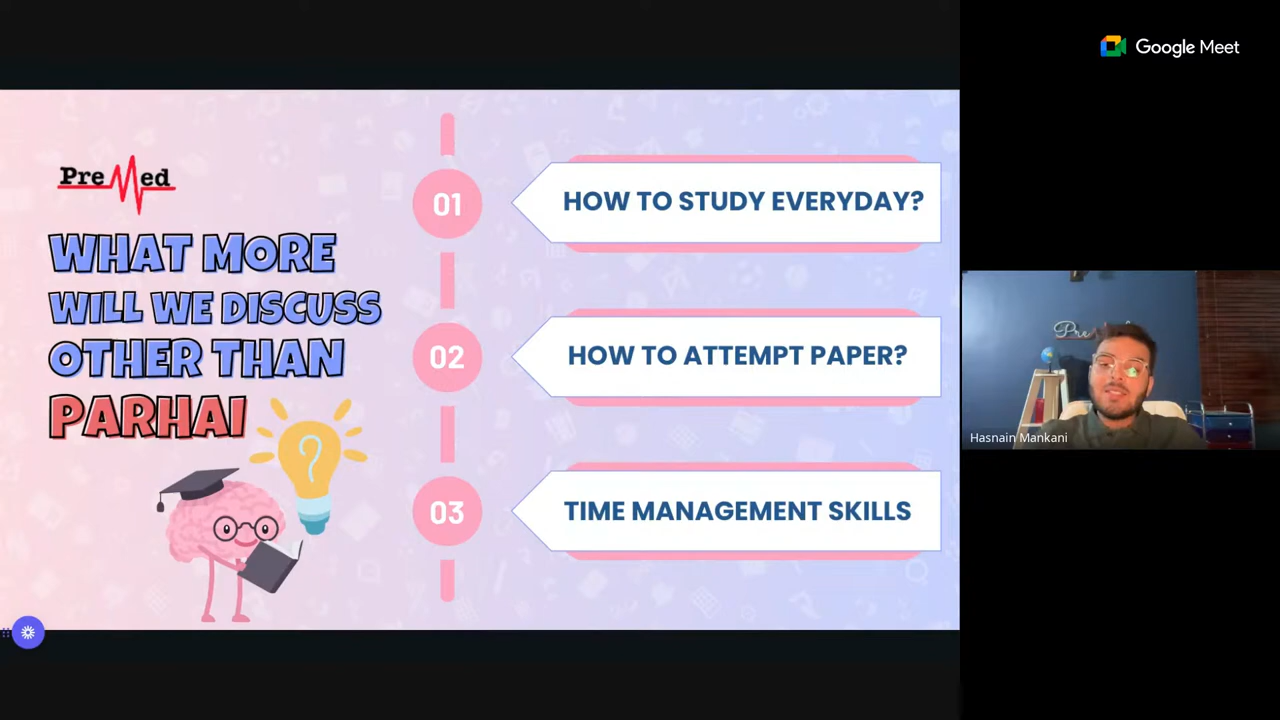 Google Meet
PreMed
WHAT MORE
WILL WE DISCUSS
OTHER THAN
PARHAI
01
HOW TO STUDY EVERYDAY?
02
HOW TO ATTEMPT PAPER?
03
TIME MANAGEMENT SKILLS
Hasnain Mankani